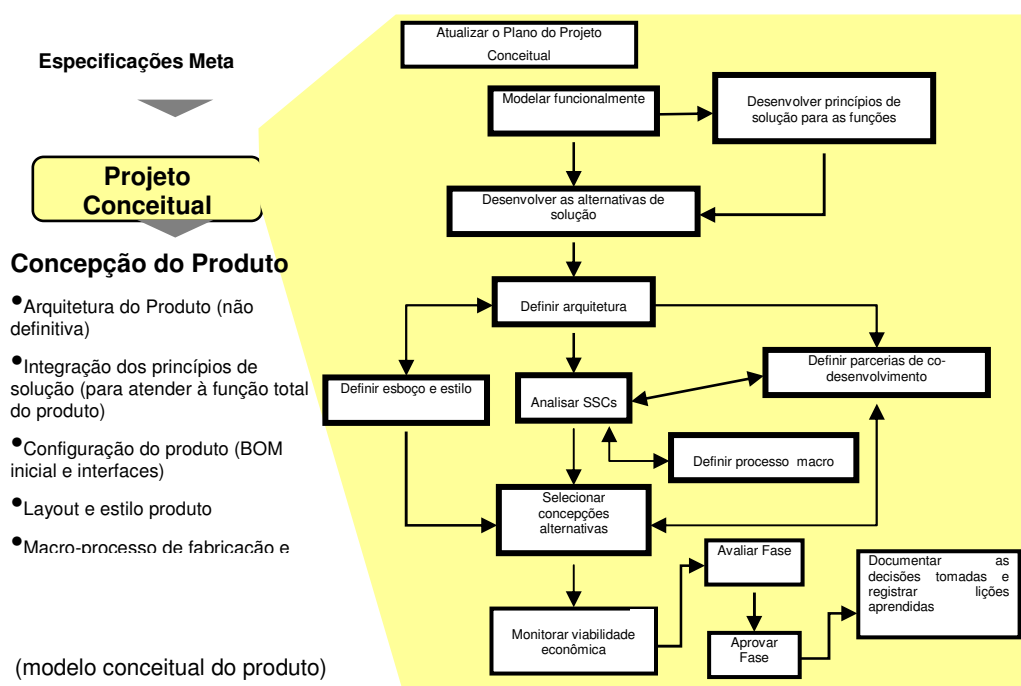 Especificações Meta
Projeto
Conceitual
Concepção do Produto
•Arquitetura do Produto (não
definitiva)
•Integração dos princípios de
solução (para atender à função total
do produto)
•Configuração do produto (BOM
inicial e interfaces)
•Layout e estilo produto
•Macro-processo de fabricação e
(modelo conceitual do produto)
Atualizar o Plano do Projeto
Conceitual
Modelar funcionalmente
Desenvolver princípios de
solução para as funções
Desenvolver as alternativas de
solução
Definir arquitetura
Definir esboço e estilo
Analisar SSCs
Definir parcerias de co-
desenvolvimento
Definir processo macro
Selecionar
concepções
alternativas
Monitorar viabilidade
econômica
Avaliar Fase
Aprovar
Fase
Documentar as
decisões tomadas e
registrar lições
aprendidas